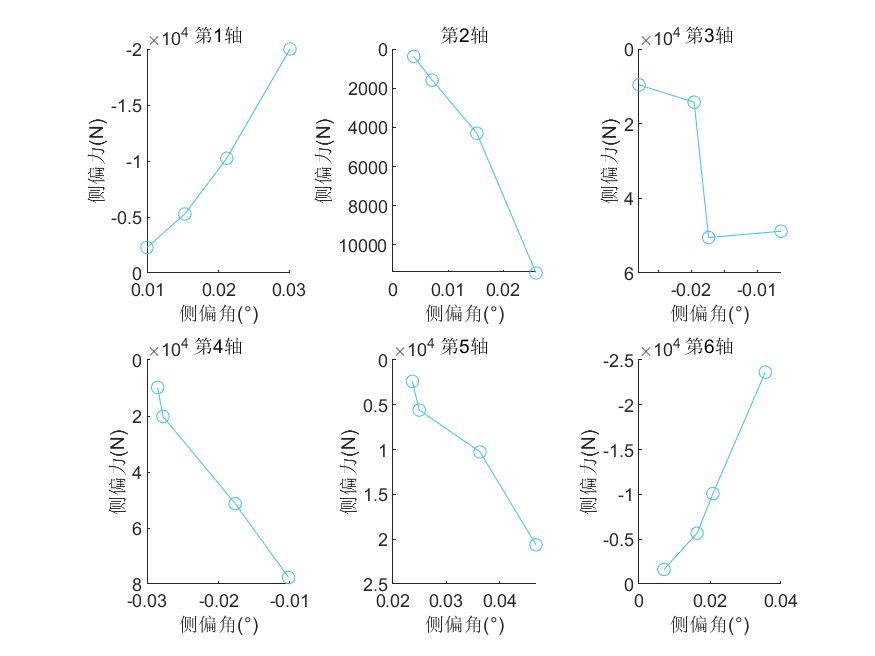 ×10⁴ 第1轴
-2
-1.5
-1
-0.5
0
侧偏力(N)
0.01 0.02 0.03
侧偏角(°)
第2轴
0
2000
4000
6000
8000
10000
侧偏力(N)
0 0.01 0.02
侧偏角(°)
×10⁴ 第3轴
0
2
4
6
侧偏力(N)
-0.02 -0.01
侧偏角(°)
×10⁴ 第4轴
0
2
4
6
8
侧偏力(N)
-0.03 -0.02 -0.01
侧偏角(°)
×10⁴ 第5轴
0
0.5
1
1.5
2
2.5
侧偏力(N)
0.02 0.03 0.04
侧偏角(°)
×10⁴ 第6轴
-2.5
-2
-1.5
-1
-0.5
0
侧偏力(N)
0 0.02 0.04
侧偏角(°)